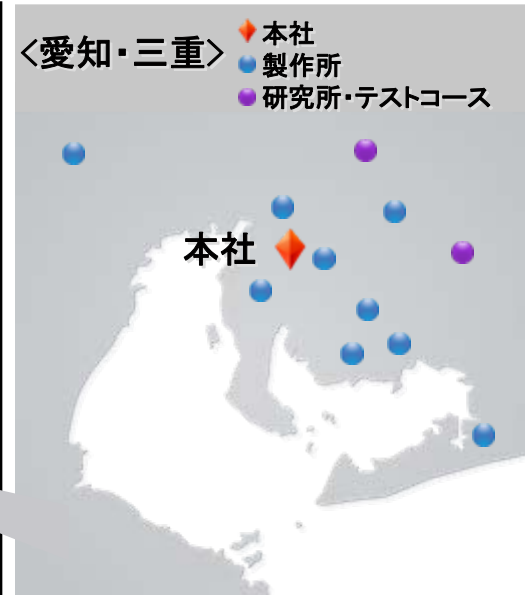 <愛知・三重>
本社
製作所
研究所・テストコース
本社